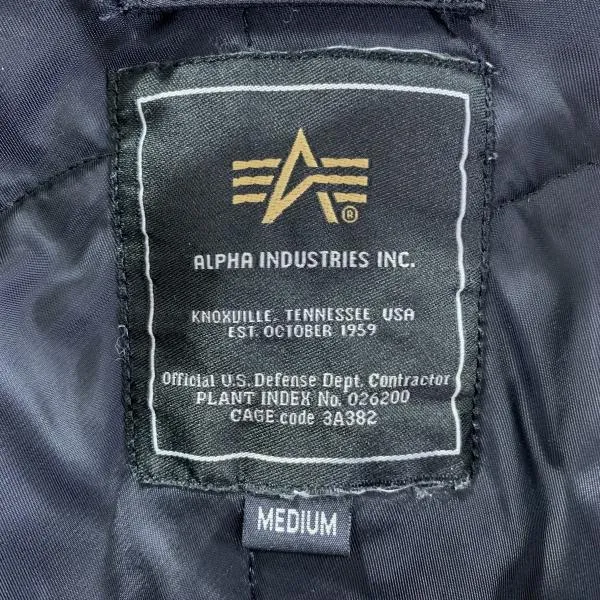 ®
ALPHA INDUSTRIES INC.
KNOXVILLE, TENNESSEE USA
EST. OCTOBER 1959
Official U.S. Defense Dept. Contractor
PLANT INDEX No. 026200
CAGE code 3A382
MEDIUM